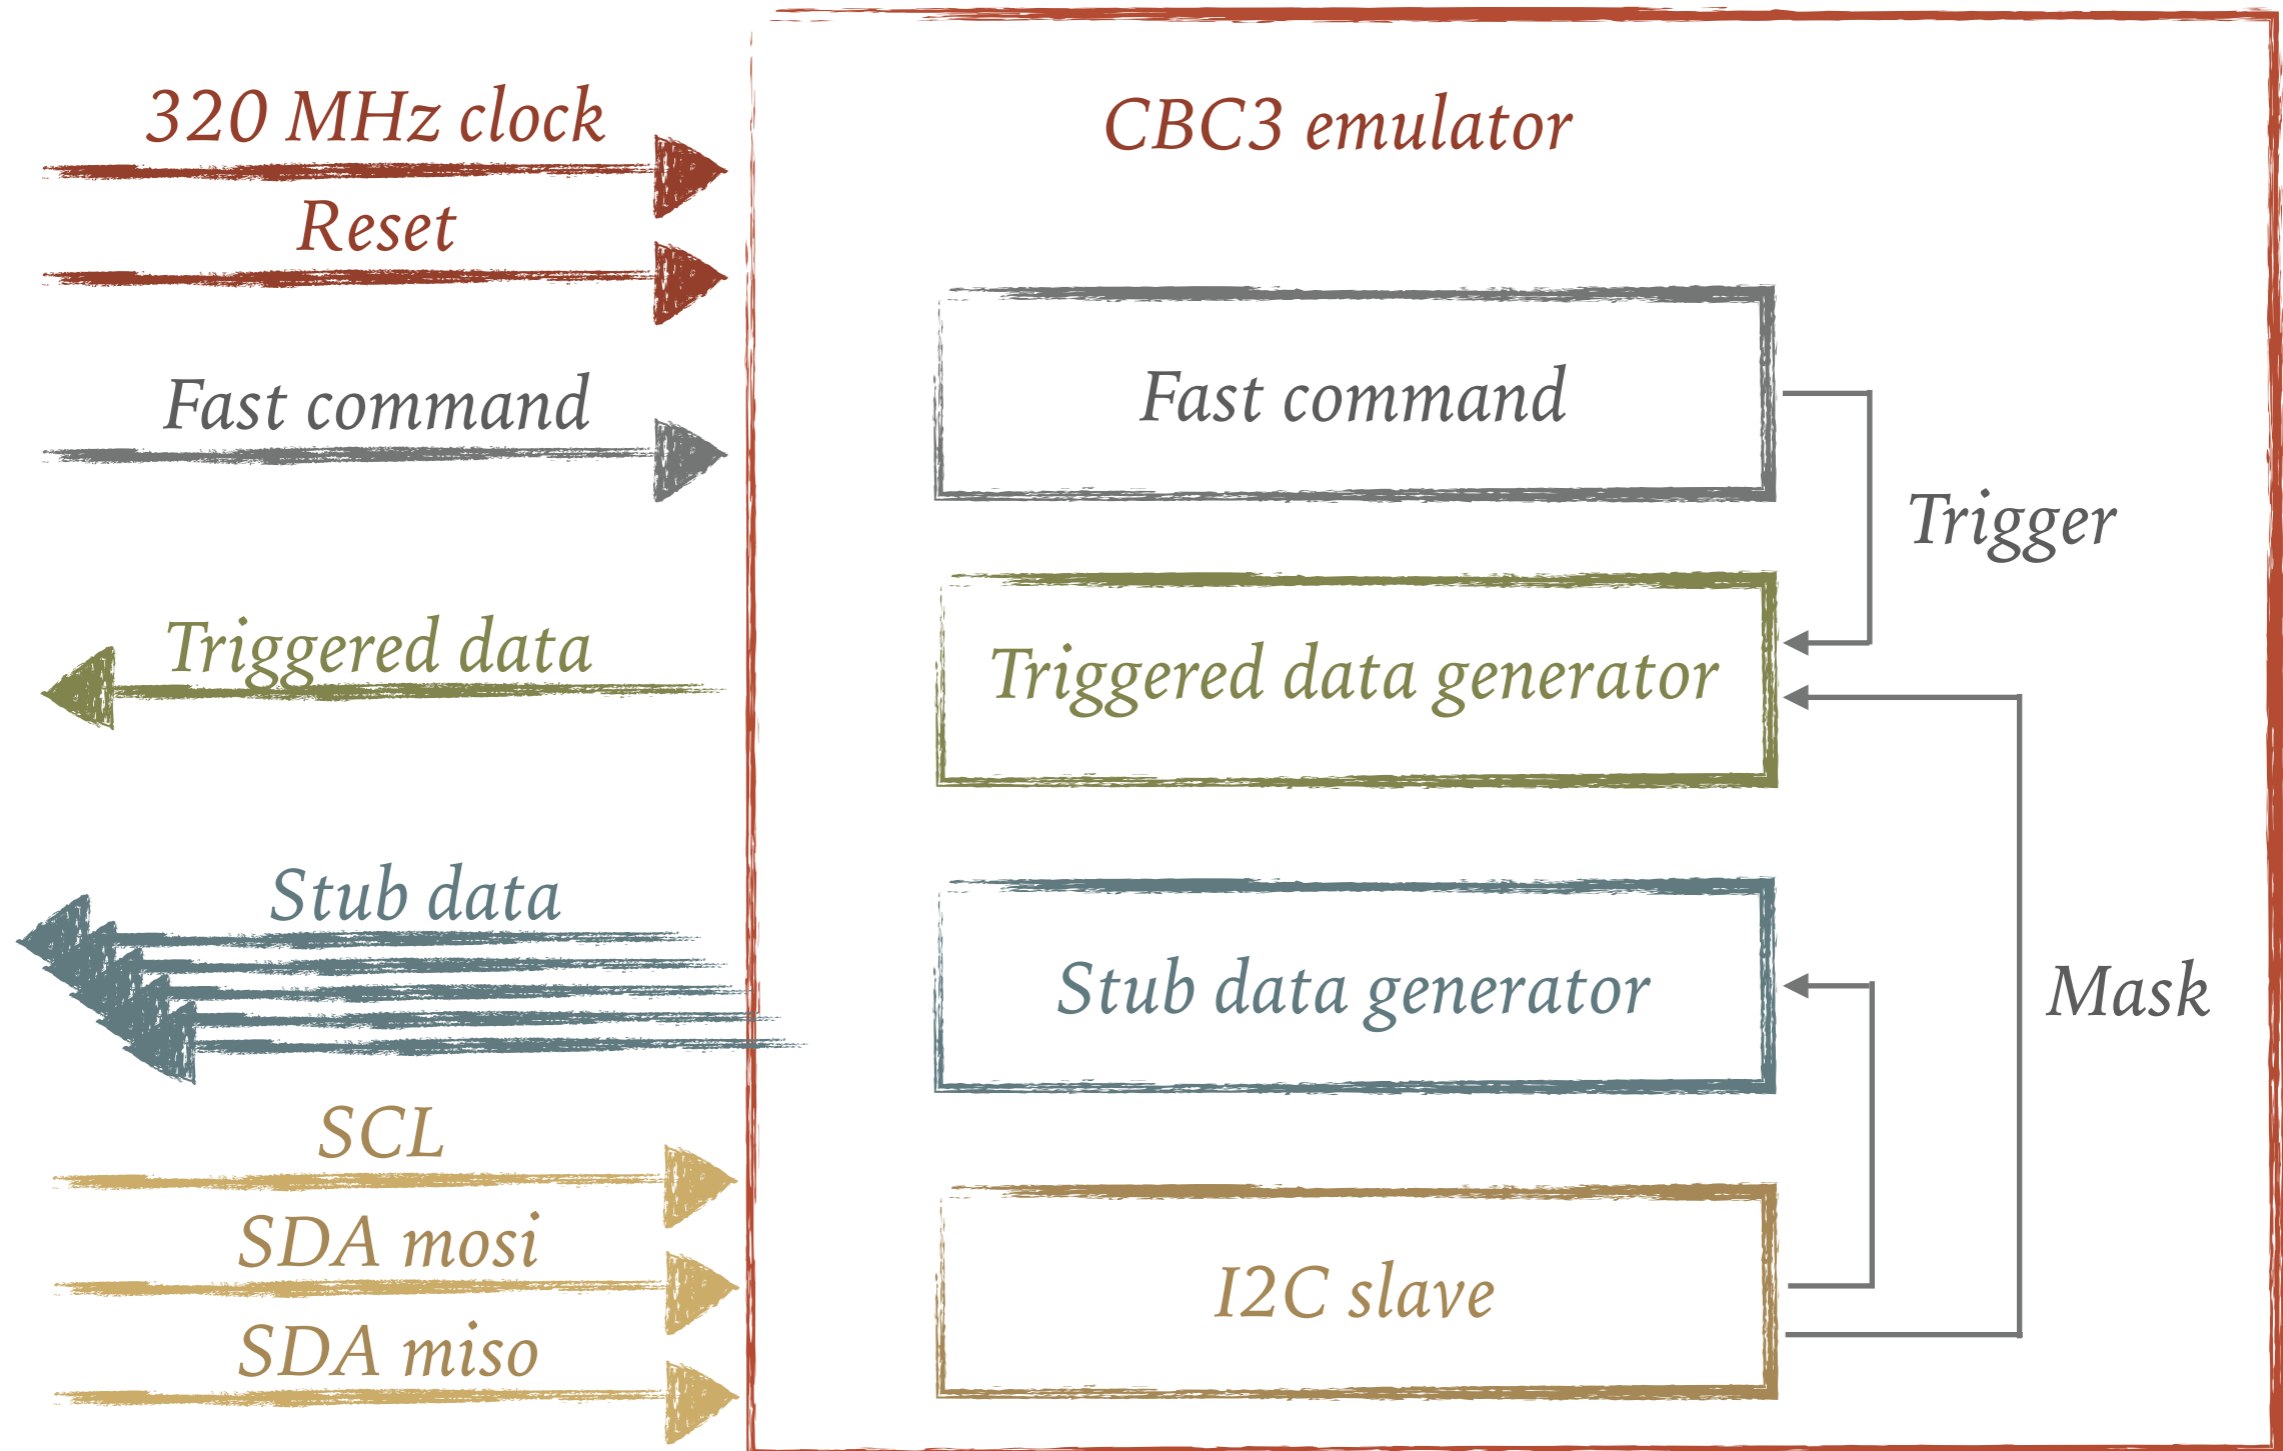 320 MHz clock
Reset
Fast command
Triggered data
Stub data
SCL
SDA mosi
SDA miso
CBC3 emulator
Fast command
Trigger
Triggered data generator
Stub data generator
Mask
I2C slave